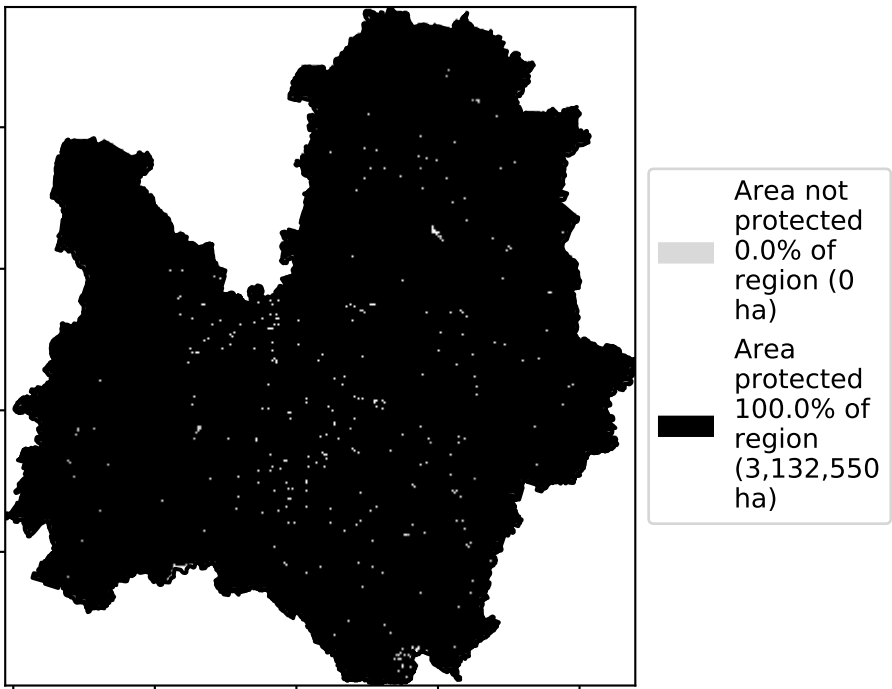 Area not
protected
0.0% of
region (0
ha)
Area
protected
100.0% of
region
(3,132,550
ha)